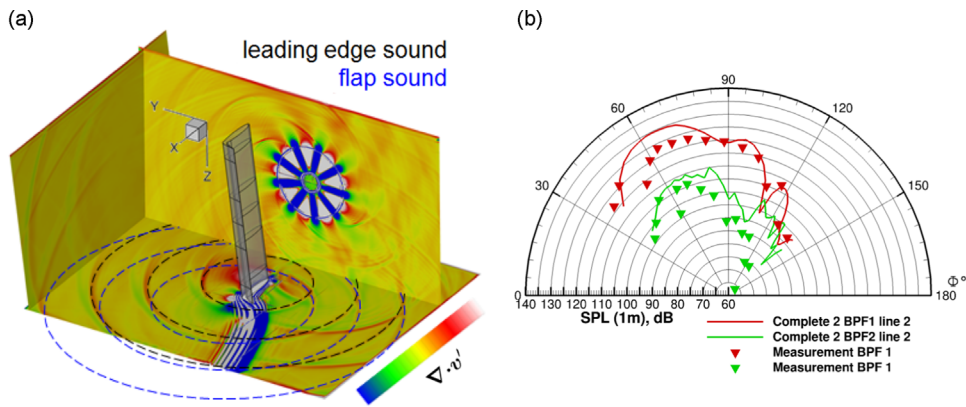 (a)
leading edge sound
flap sound
Y
X
Z
∇·v′
(b)
90
60
120
30
150
0
180
Φ°
140 130 120 110 100 90 80 70 60
SPL (1m), dB
Complete 2 BPF1 line 2
Complete 2 BPF2 line 2
Measurement BPF 1
Measurement BPF 1